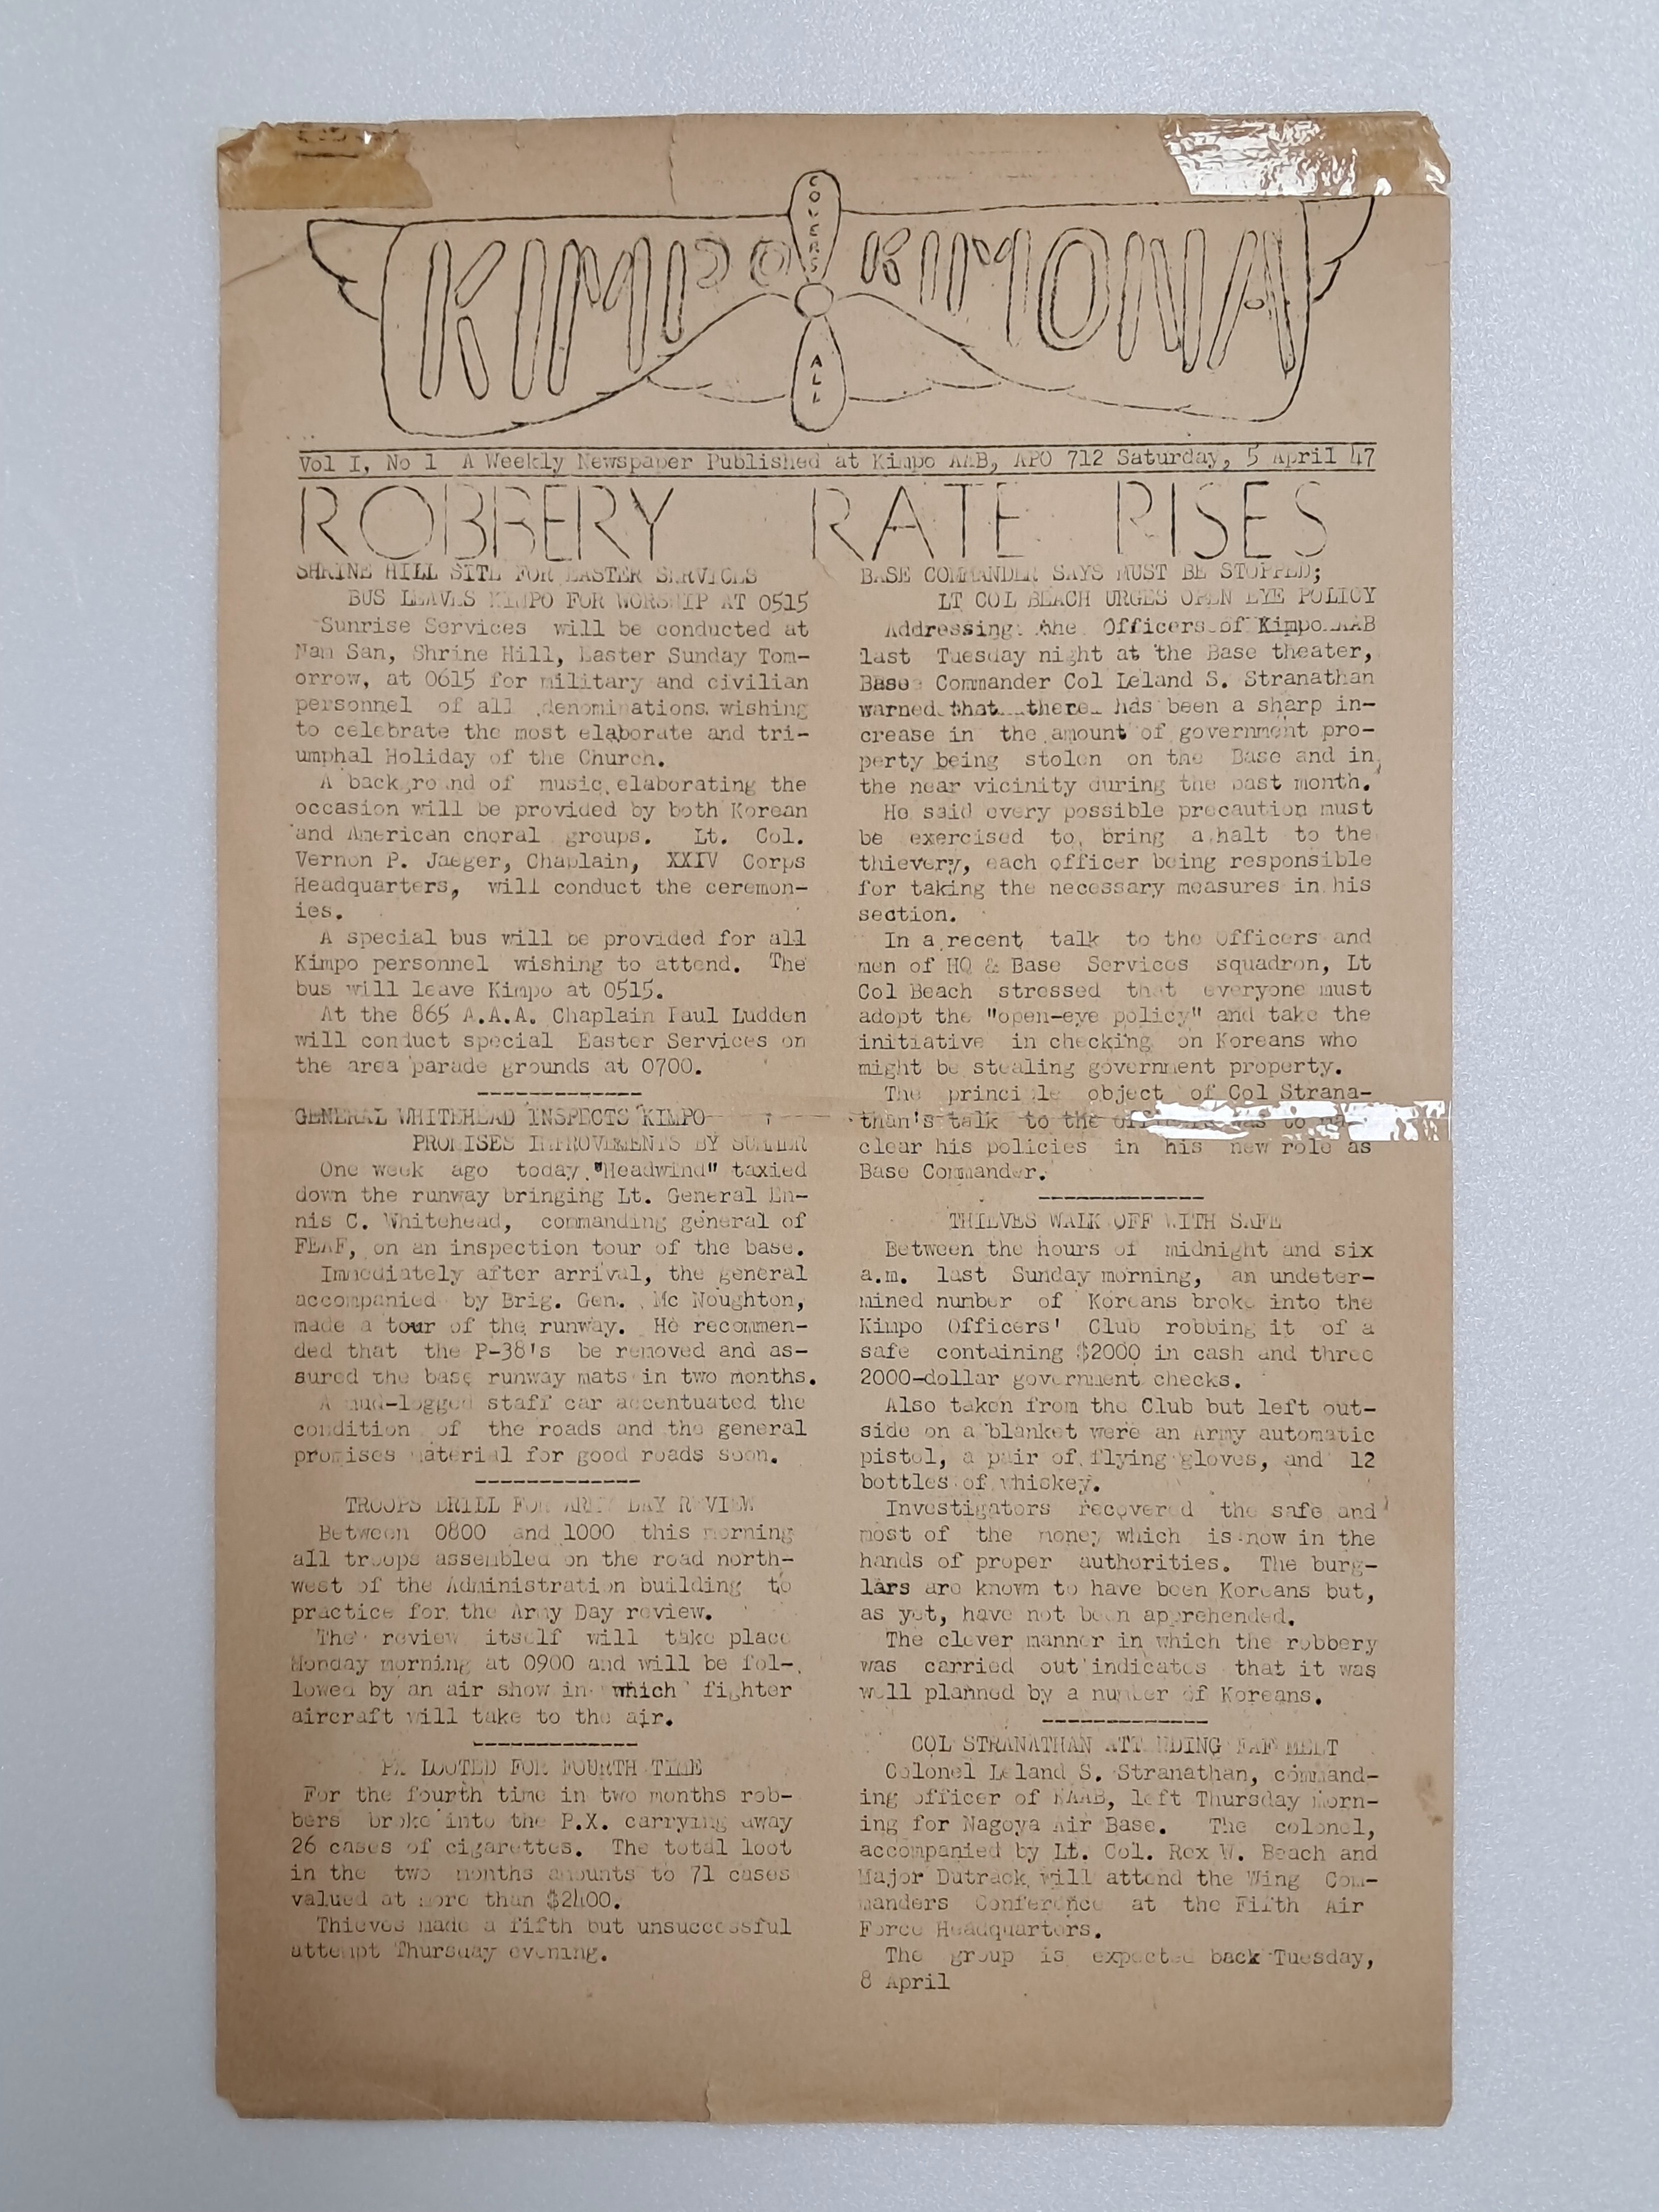 KIMPO KIMONA
COVERS
ALL
Vol I, No 1 A Weekly Newspaper Published at Kimpo AAB, APO 712 Saturday, 5 April 47
ROBBERY RATE RISES
SHRINE HILL SITE FOR EASTER SERVICES
BUS LEAVES KIMPO FOR WORSHIP AT 0515
Sunrise Services will be conducted at
Nan San, Shrine Hill, Easter Sunday Tom-
orrow, at 0615 for military and civilian
personnel of all denominations wishing
to celebrate the most elaborate and tri-
umphal Holiday of the Church.
A background of music elaborating the
occasion will be provided by both Korean
and American choral groups. Lt. Col.
Vernon P. Jaeger, Chaplain, XXIV Corps
Headquarters, will conduct the ceremon-
ies.
A special bus will be provided for all
Kimpo personnel wishing to attend. The
bus will leave Kimpo at 0515.
At the 865 A.A.A. Chaplain Paul Ludden
will conduct special Easter Services on
the area parade grounds at 0700.
GENERAL WHITEHEAD INSPECTS KIMPO
PROMISES IMPROVEMENTS BY SUMMER
One week ago today "Headwind" taxied
down the runway bringing Lt. General En-
nis C. Whitehead, commanding general of
FEAF, on an inspection tour of the base.
Immediately after arrival, the general
accompanied by Brig. Gen. Mc Noughton,
made a tour of the runway. He recommen-
ded that the P-38's be removed and as-
sured the base runway mats in two months.
A mud-logged staff car accentuated the
condition of the roads and the general
promises material for good roads soon.
TROOPS DRILL FOR ARMY DAY REVIEW
Between 0800 and 1000 this morning
all troops assembled on the road north-
west of the Administration building to
practice for the Army Day review.
The review itself will take place
Monday morning at 0900 and will be fol-
lowed by an air show in which fighter
aircraft will take to the air.
PX LOOTED FOR FOURTH TIME
For the fourth time in two months rob-
bers broke into the P.X. carrying away
26 cases of cigarettes. The total loot
in the two months amounts to 71 cases
valued at more than $2400.
Thieves made a fifth but unsuccessful
attempt Thursday evening.
BASE COMMANDER SAYS MUST BE STOPPED;
LT COL BEACH URGES OPEN EYE POLICY
Addressing the Officers of Kimpo AAB
last Tuesday night at the Base theater,
Base Commander Col Leland S. Stranathan
warned that there has been a sharp in-
crease in the amount of government pro-
perty being stolen on the Base and in
the near vicinity during the past month.
He said every possible precaution must
be exercised to bring a halt to the
thievery, each officer being responsible
for taking the necessary measures in his
section.
In a recent talk to the Officers and
men of HQ & Base Services squadron, Lt
Col Beach stressed that everyone must
adopt the "open-eye policy" and take the
initiative in checking on Koreans who
might be stealing government property.
The principle object of Col Strana-
than's talk to the officers was to
clear his policies in his new role as
Base Commander.
THIEVES WALK OFF WITH SAFE
Between the hours of midnight and six
a.m. last Sunday morning, an undeter-
mined number of Koreans broke into the
Kimpo Officers' Club robbing it of a
safe containing $2000 in cash and three
2000-dollar government checks.
Also taken from the Club but left out-
side on a blanket were an Army automatic
pistol, a pair of flying gloves, and 12
bottles of whiskey.
Investigators recovered the safe and
most of the money which is now in the
hands of proper authorities. The burg-
lars are known to have been Koreans but,
as yet, have not been apprehended.
The clever manner in which the robbery
was carried out indicates that it was
well planned by a number of Koreans.
COL STRANATHAN ATTENDING FAF MEET
Colonel Leland S. Stranathan, command-
ing officer of KAAB, left Thursday morn-
ing for Nagoya Air Base. The colonel,
accompanied by Lt. Col. Rex W. Beach and
Major Dutrack will attend the Wing Com-
manders Conference at the Fifth Air
Force Headquarters.
The group is expected back Tuesday,
8 April